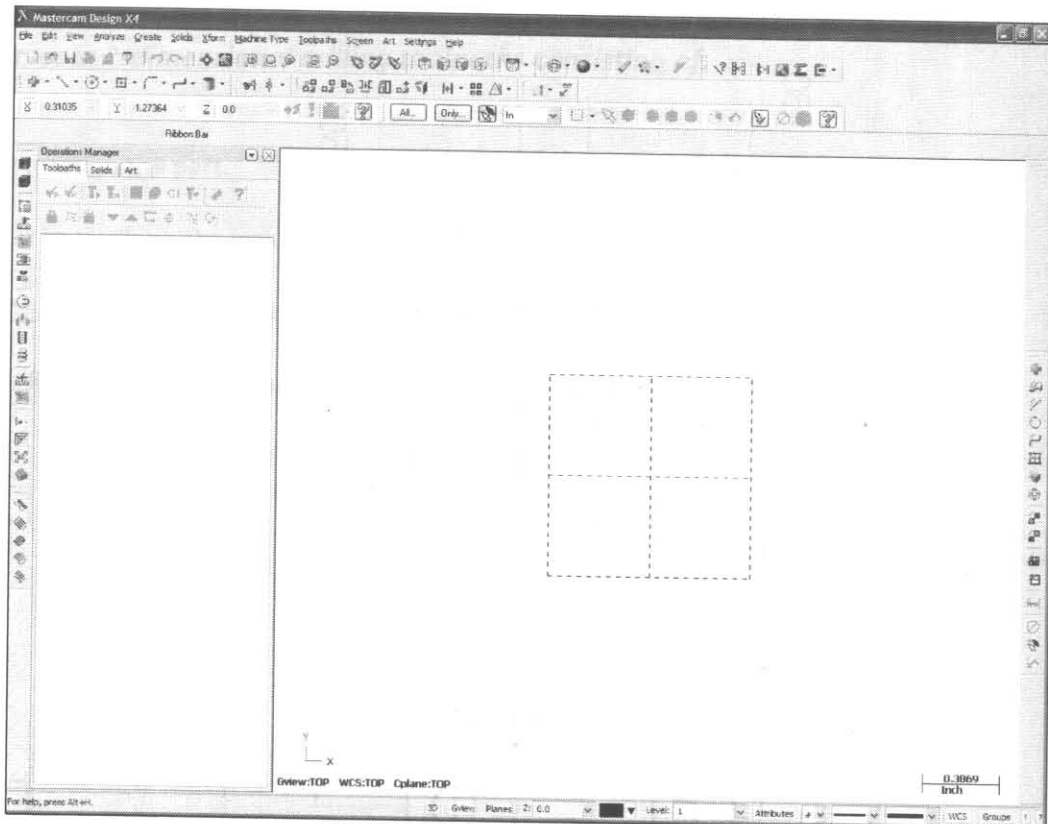 Mastercam Design X4
File Edit View Analyze Create Solids Xform Machine Type Toolpaths Screen Art Settings Help
X 0.31035 Y 1.27364 Z 0.0 All... Only... In
Ribbon Bar
Operations Manager
Toolpaths Solids Art
Y
X
Gview:TOP WCS:TOP Cplane:TOP
0.3869
Inch
For help, press Alt+H.
3D Gview Planes Z: 0.0 Level: 1 Attributes WCS Groups